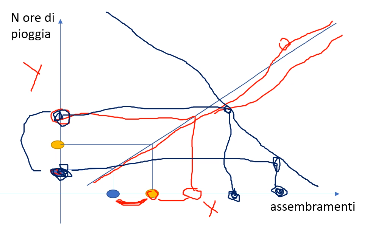 N ore di
pioggia
Y
assembramenti
X